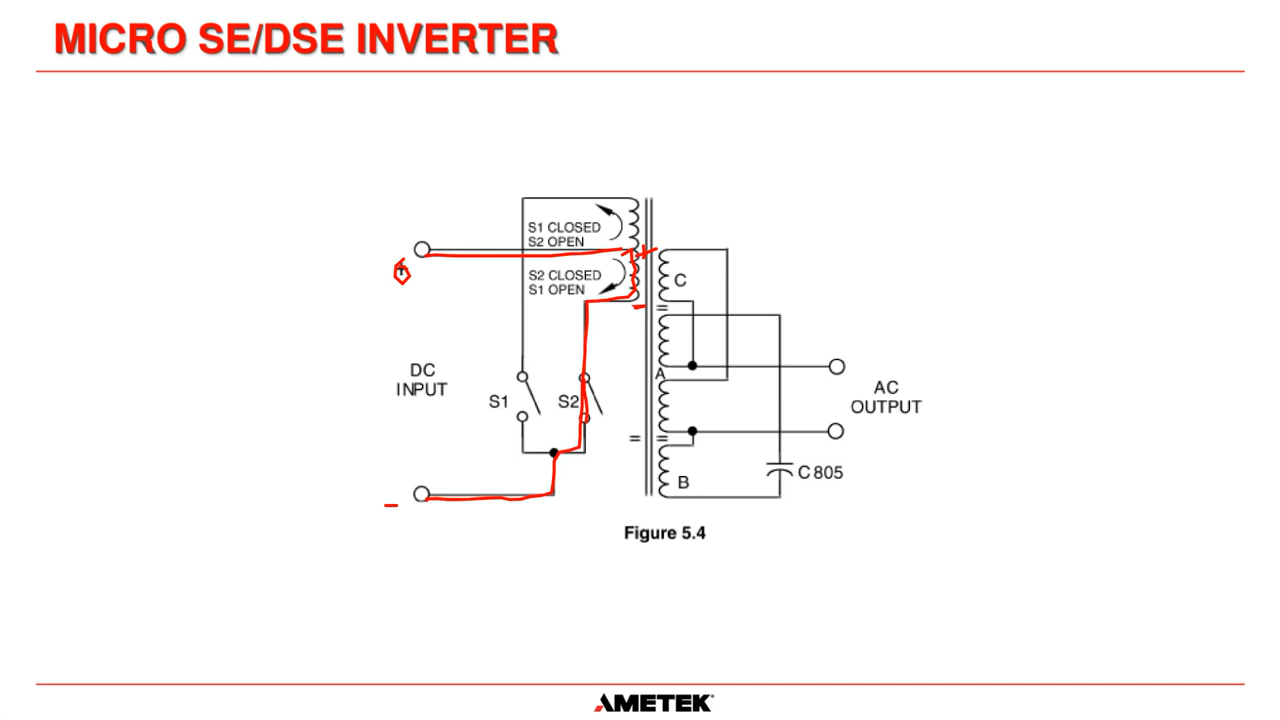 MICRO SE/DSE INVERTER
S1 CLOSED
S2 OPEN
+
S2 CLOSED
S1 OPEN
+
-
C
=
DC
INPUT
A
S1
S2
AC
OUTPUT
= =
B
C 805
-
Figure 5.4
AMETEK®